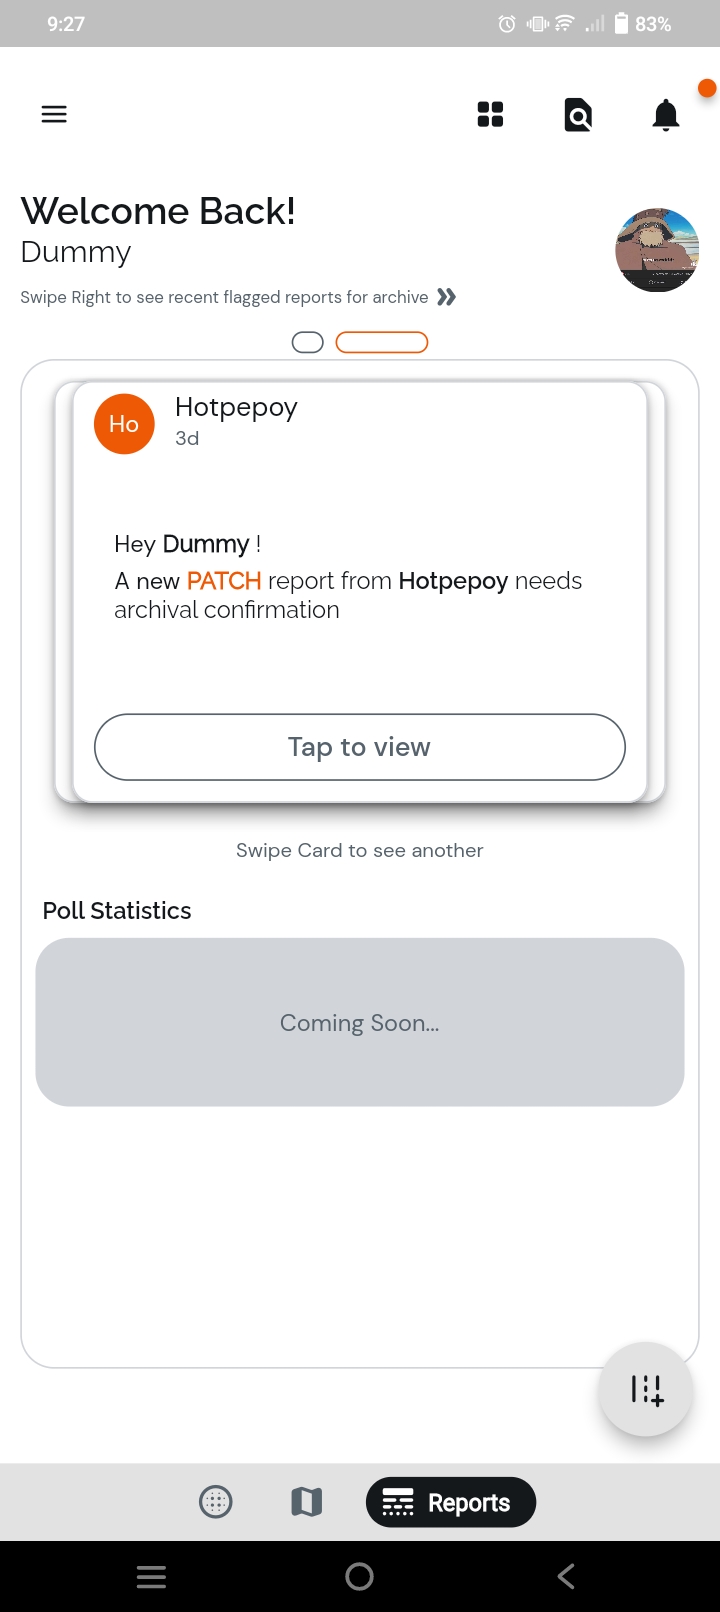 9:27
83%
Welcome Back!
Dummy
Swipe Right to see recent flagged reports for archive
Ho
Hotpepoy
3d
Hey Dummy !
A new PATCH report from Hotpepoy needs
archival confirmation
Tap to view
Swipe Card to see another
Poll Statistics
Coming Soon...
Reports